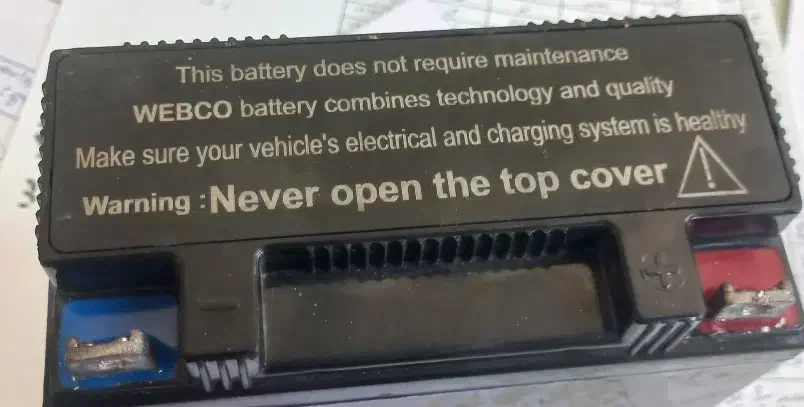 This battery does not require maintenance
WEBCO battery combines technology and quality
Make sure your vehicle's electrical and charging system is healthy
Warning : Never open the top cover